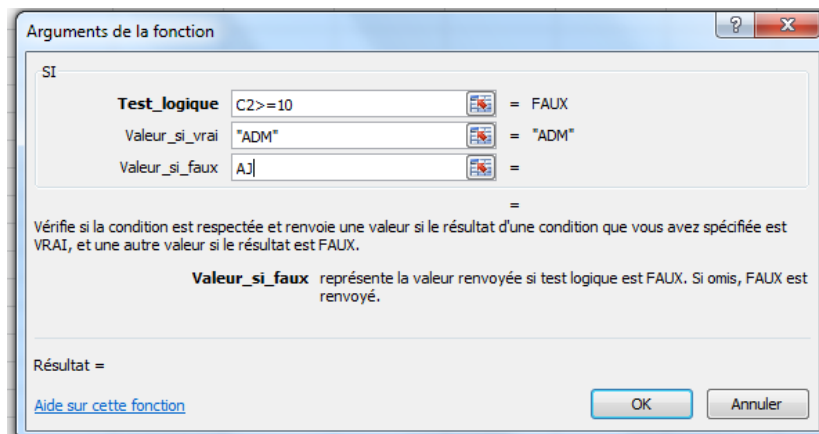 Arguments de la fonction
SI
Test_logique C2>=10 = FAUX
Valeur_si_vrai "ADM" = "ADM"
Valeur_si_faux AJ =
=
Vérifie si la condition est respectée et renvoie une valeur si le résultat d'une condition que vous avez spécifiée est
VRAI, et une autre valeur si le résultat est FAUX.
Valeur_si_faux représente la valeur renvoyée si test logique est FAUX. Si omis, FAUX est
renvoyé.
Résultat =
Aide sur cette fonction OK Annuler